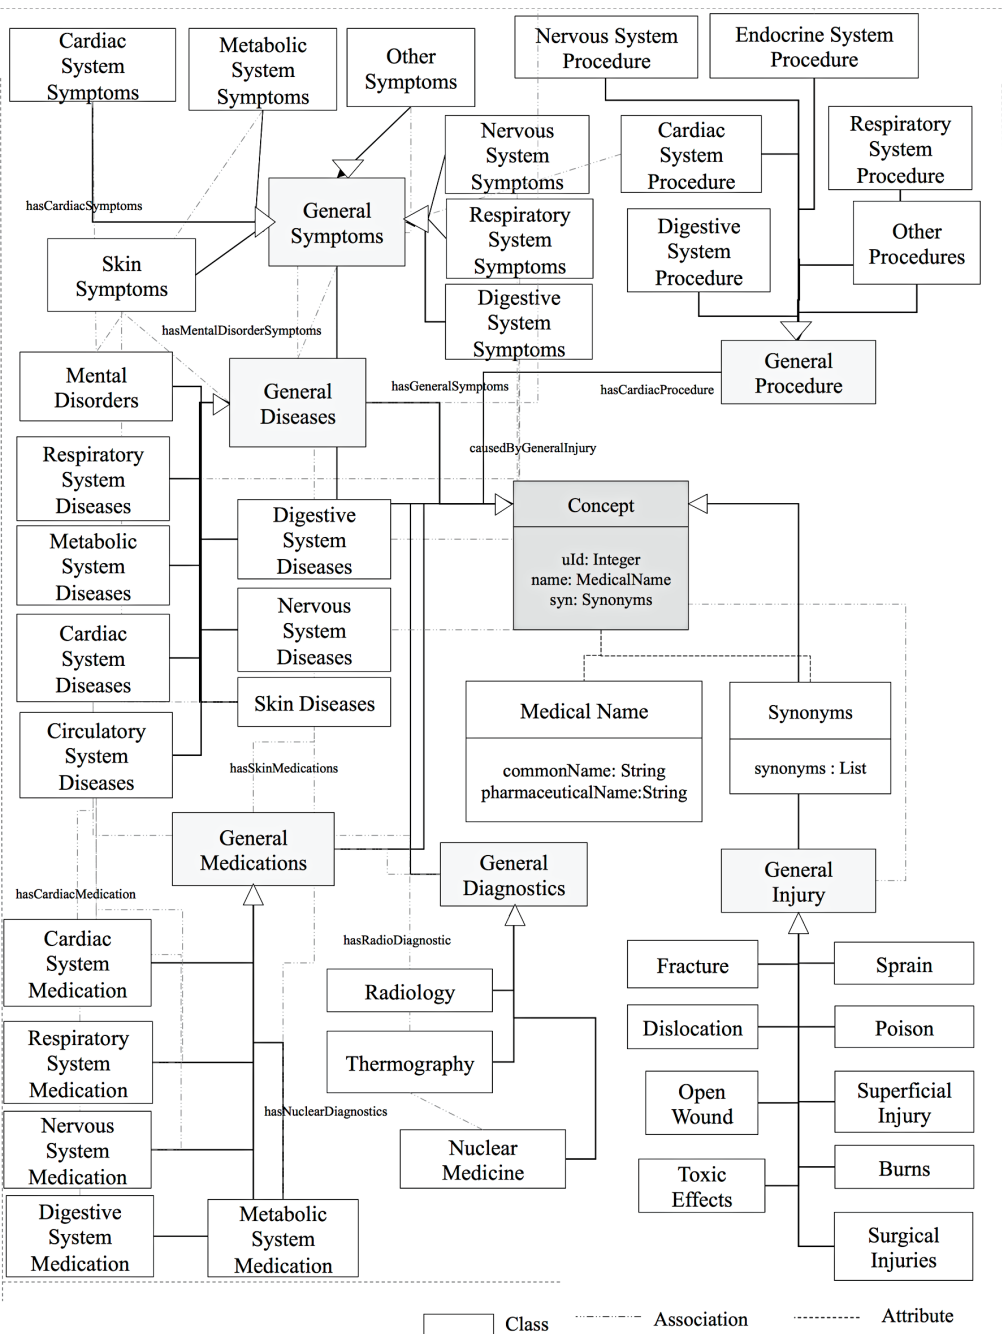 Cardiac
System
Symptoms
Metabolic
System
Symptoms
Other
Symptoms
Nervous System
Procedure
Endocrine System
Procedure
Nervous
System
Symptoms
Cardiac
System
Procedure
Respiratory
System
Procedure
hasCardiacSymptoms
General
Symptoms
Respiratory
System
Symptoms
Digestive
System
Procedure
Other
Procedures
Skin
Symptoms
Digestive
System
Symptoms
hasMentalDisorderSymptoms
Mental
Disorders
General
Diseases
hasGeneralSymptoms
hasCardiacProcedure
General
Procedure
causedByGeneralInjury
Respiratory
System
Diseases
Digestive
System
Diseases
Concept
uId: Integer
name: MedicalName
syn: Synonyms
Metabolic
System
Diseases
Nervous
System
Diseases
Cardiac
System
Diseases
Skin Diseases
Medical Name
commonName: String
pharmaceuticalName:String
Synonyms
synonyms : List
Circulatory
System
Diseases
hasSkinMedications
General
Medications
General
Diagnostics
General
Injury
hasCardiacMedication
Cardiac
System
Medication
hasRadioDiagnostic
Radiology
Fracture
Sprain
Respiratory
System
Medication
Thermography
Dislocation
Poison
Open
Wound
Superficial
Injury
hasNuclearDiagnostics
Nervous
System
Medication
Nuclear
Medicine
Toxic
Effects
Burns
Digestive
System
Medication
Metabolic
System
Medication
Surgical
Injuries
Class
Association
Attribute